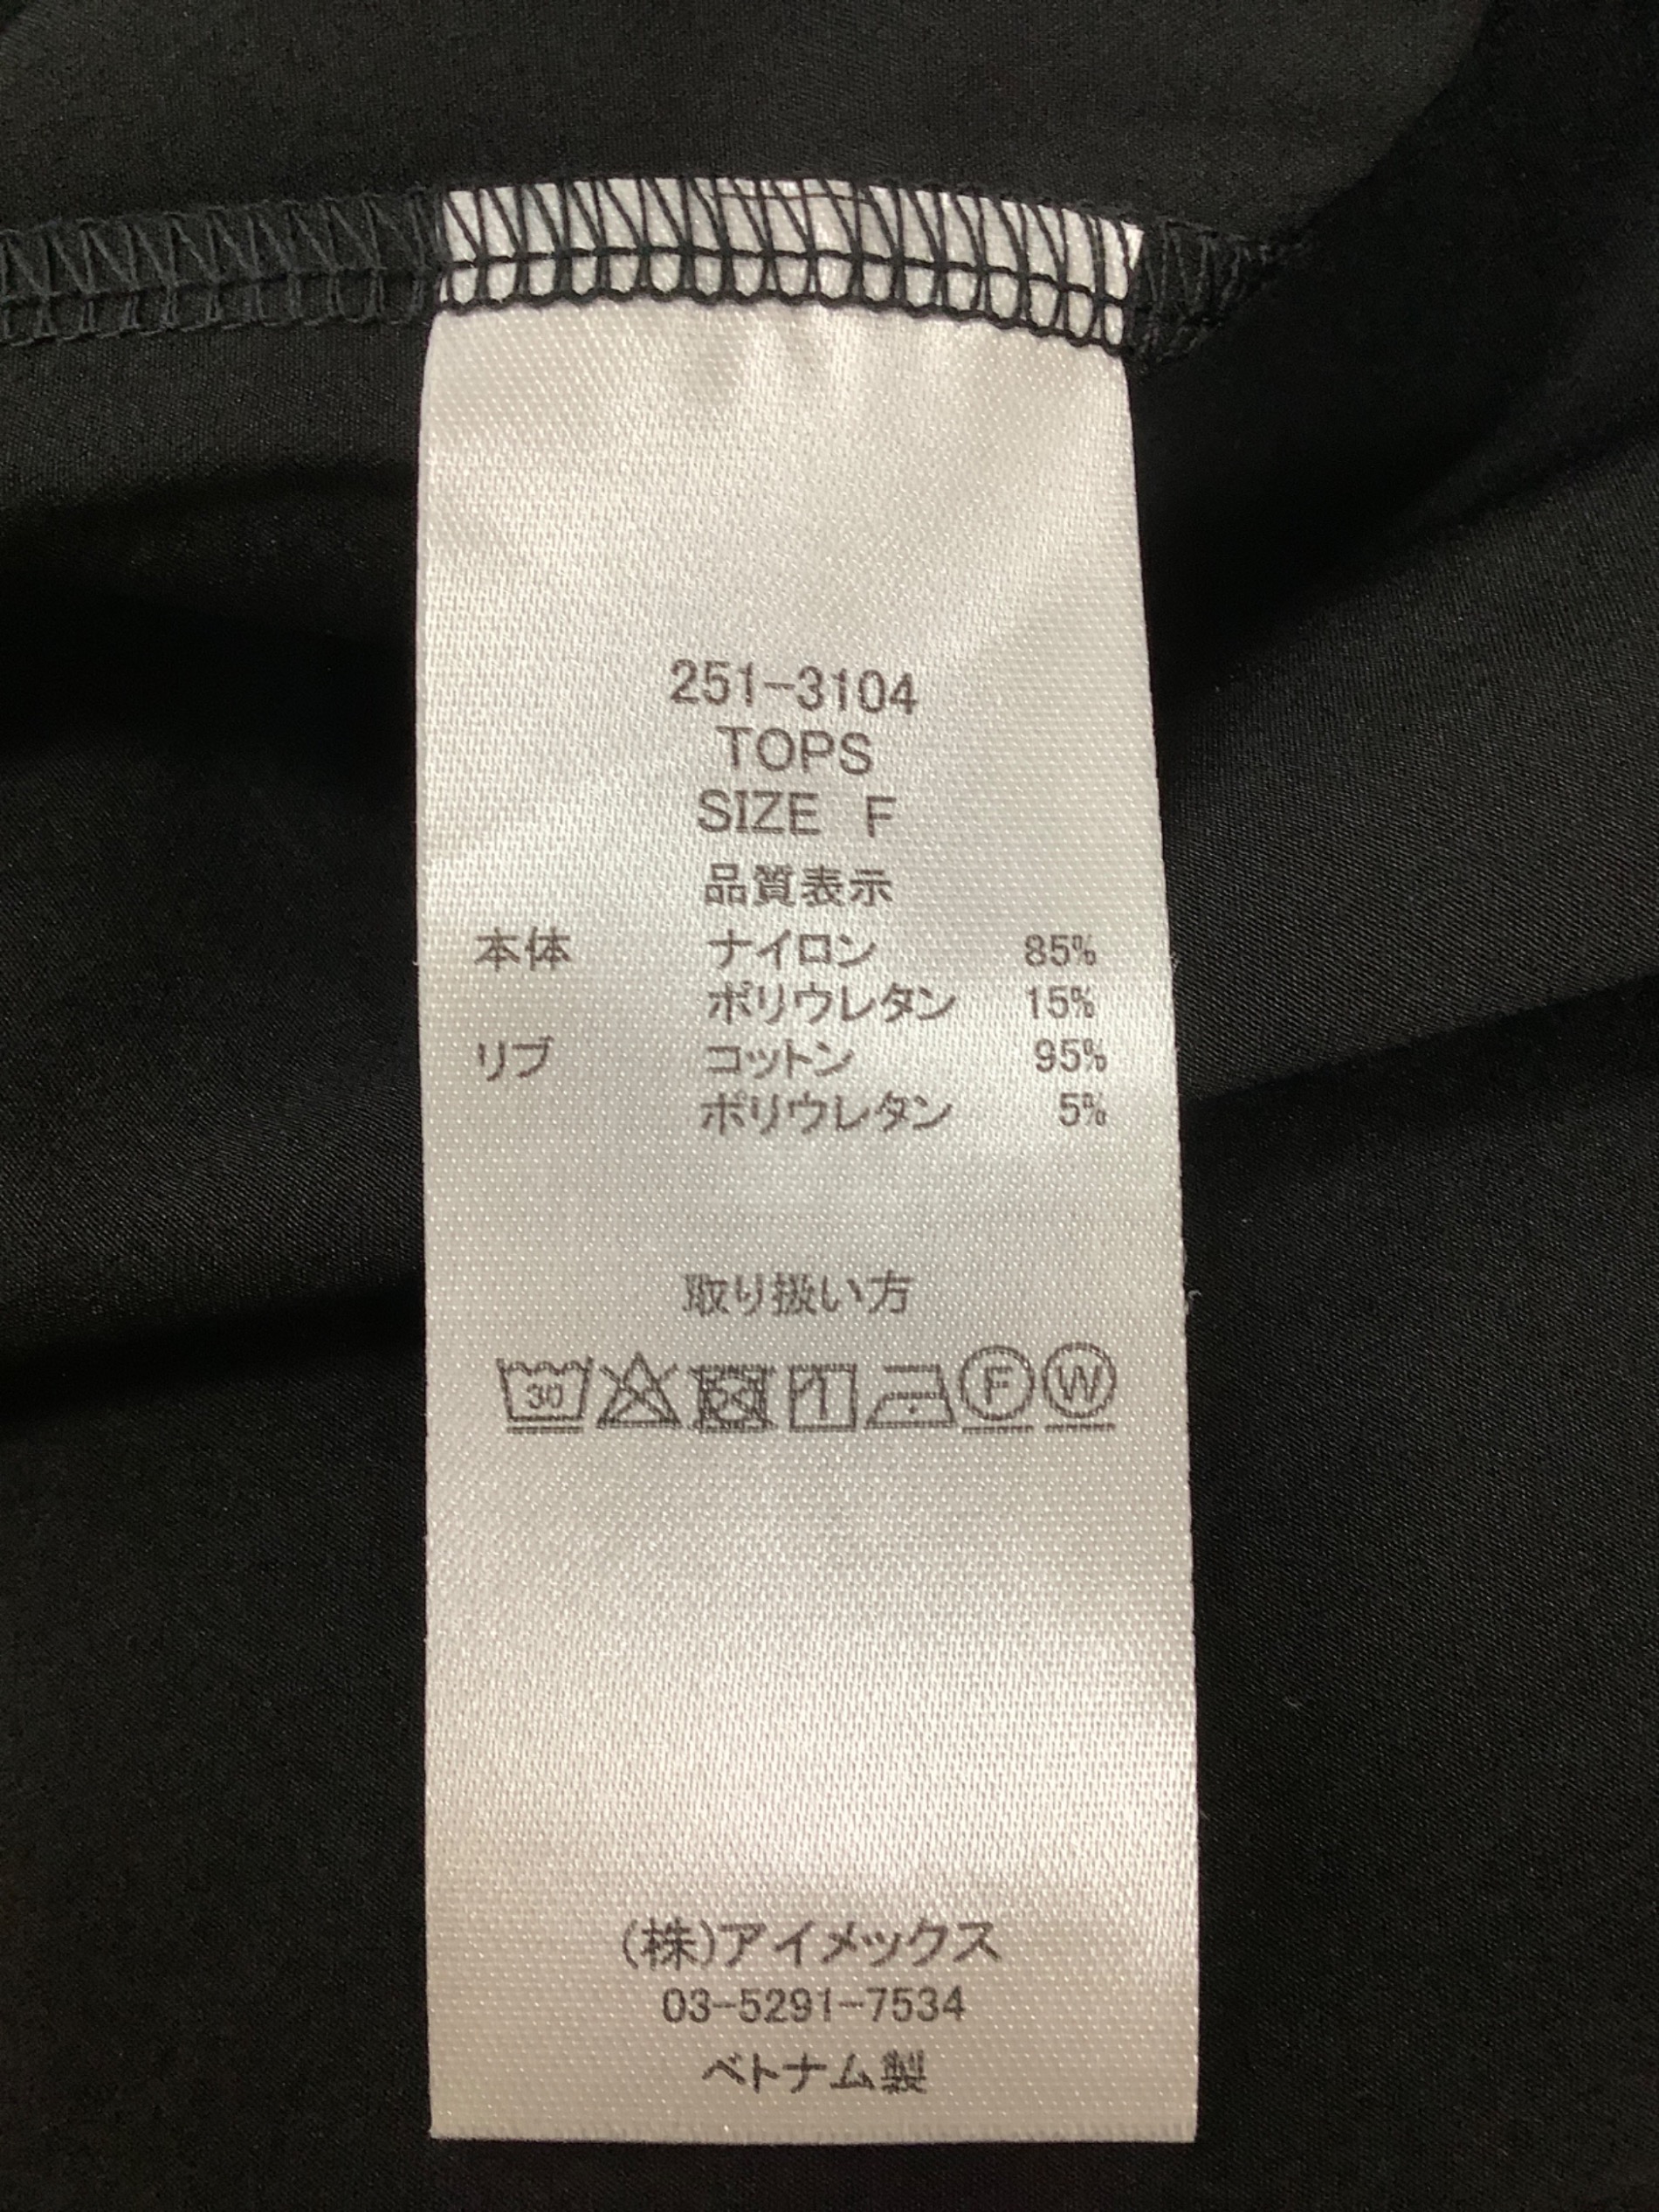 251-3104
TOPS
SIZE F
品質表示
本体 ナイロン 85%
ポリウレタン 15%
リブ コットン 95%
ポリウレタン 5%
取り扱い方
30 F W
(株)アイメックス
03-5291-7534
ベトナム製